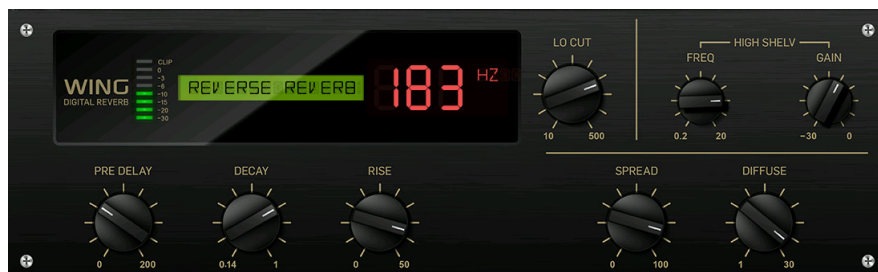 WING
DIGITAL REVERB
CLIP
0
-3
-6
-10
-15
-20
-30
REVERSE REVERB
183 HZ
LO CUT
10 500
HIGH SHELV
FREQ GAIN
0.2 20 -30 0
PRE DELAY DECAY RISE SPREAD DIFFUSE
0 200 0.14 1 0 50 0 100 1 30